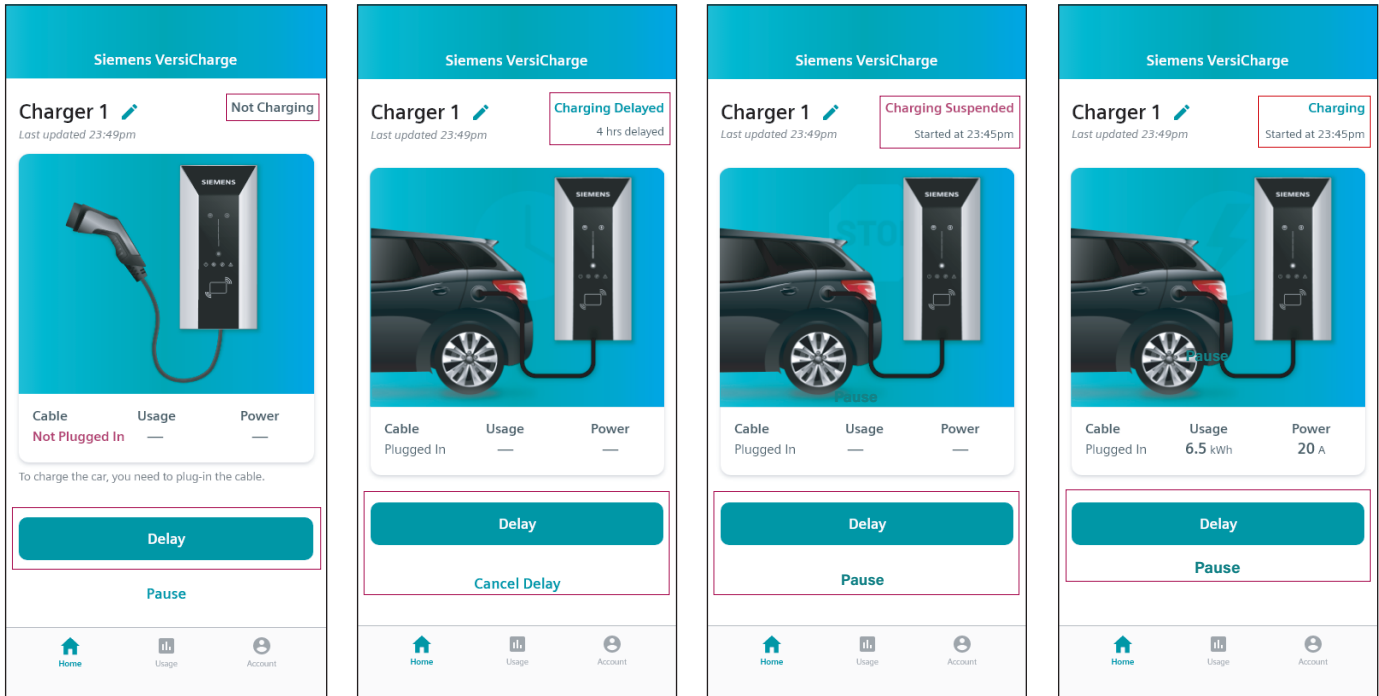 Siemens VersiCharge
Charger 1
Not Charging
Last updated 23:49pm
SIEMENS
Cable Usage Power
Not Plugged In — —
To charge the car, you need to plug-in the cable.
Delay
Pause
Home Usage Account
Siemens VersiCharge
Charger 1
Charging Delayed
Last updated 23:49pm
4 hrs delayed
SIEMENS
Cable Usage Power
Plugged In — —
Delay
Cancel Delay
Home Usage Account
Siemens VersiCharge
Charger 1
Charging Suspended
Last updated 23:49pm
Started at 23:45pm
STOP
SIEMENS
Pause
Cable Usage Power
Plugged In — —
Delay
Pause
Home Usage Account
Siemens VersiCharge
Charger 1
Charging
Last updated 23:49pm
Started at 23:45pm
SIEMENS
Pause
Cable Usage Power
Plugged In 6.5 kWh 20 A
Delay
Pause
Home Usage Account